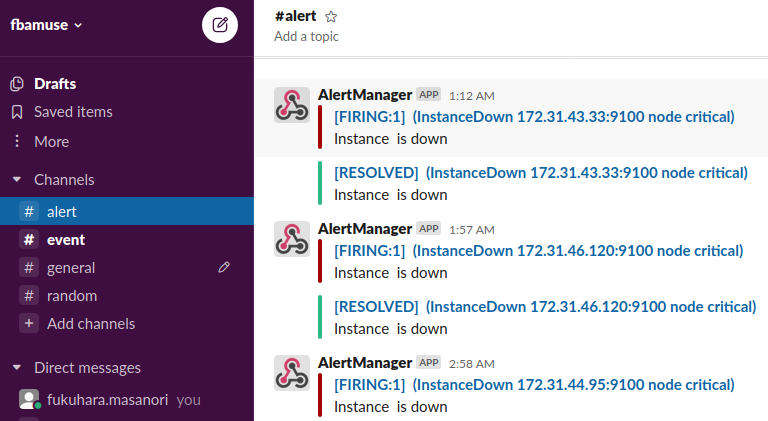 fbamuse
Drafts
Saved items
More
Channels
# alert
# event
# general
# random
+ Add channels
Direct messages
fukuhara.masanori you
#alert
Add a topic
AlertManager APP 1:12 AM
[FIRING:1] (InstanceDown 172.31.43.33:9100 node critical)
Instance is down
[RESOLVED] (InstanceDown 172.31.43.33:9100 node critical)
Instance is down
AlertManager APP 1:57 AM
[FIRING:1] (InstanceDown 172.31.46.120:9100 node critical)
Instance is down
[RESOLVED] (InstanceDown 172.31.46.120:9100 node critical)
Instance is down
AlertManager APP 2:58 AM
[FIRING:1] (InstanceDown 172.31.44.95:9100 node critical)
Instance is down